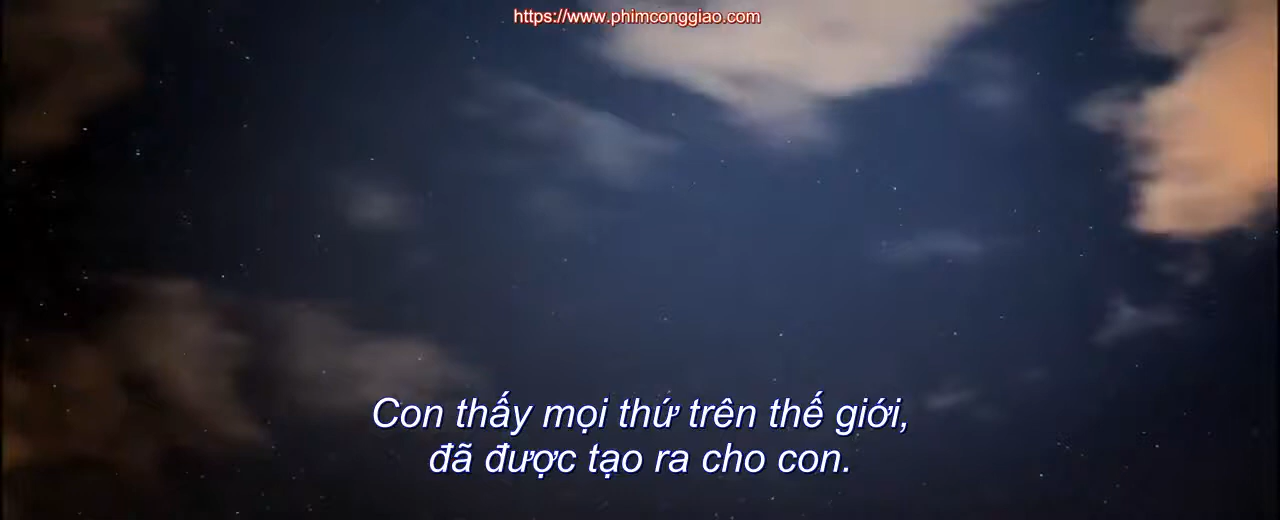 https://www.phimconggiao.com
Con thấy mọi thứ trên thế giới,
đã được tạo ra cho con.